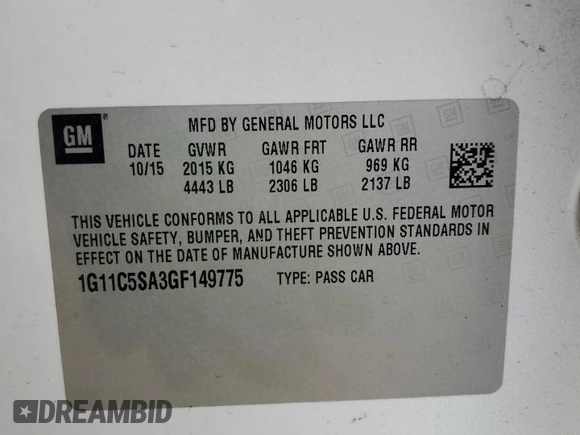 GM ®
MFD BY GENERAL MOTORS LLC
DATE GVWR GAWR FRT GAWR RR
10/15 2015 KG 1046 KG 969 KG
4443 LB 2306 LB 2137 LB
THIS VEHICLE CONFORMS TO ALL APPLICABLE U.S. FEDERAL MOTOR
VEHICLE SAFETY, BUMPER, AND THEFT PREVENTION STANDARDS IN
EFFECT ON THE DATE OF MANUFACTURE SHOWN ABOVE.
1G11C5SA3GF149775 TYPE: PASS CAR
DREAMBID